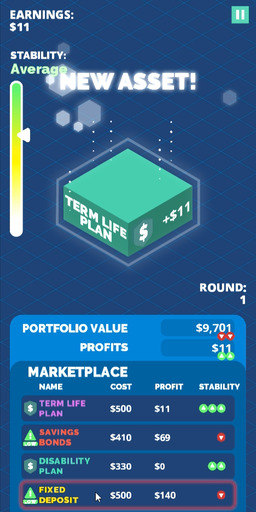 EARNINGS:
$11
STABILITY:
Average
NEW ASSET!
TERM LIFE
PLAN
$ +$11
ROUND:
1
PORTFOLIO VALUE $9,701
PROFITS $11
MARKETPLACE
NAME COST PROFIT STABILITY
$ TERM LIFE PLAN $500 $11
SAVINGS BONDS $410 $69
$ DISABILITY PLAN $330 $0
FIXED DEPOSIT $500 $140